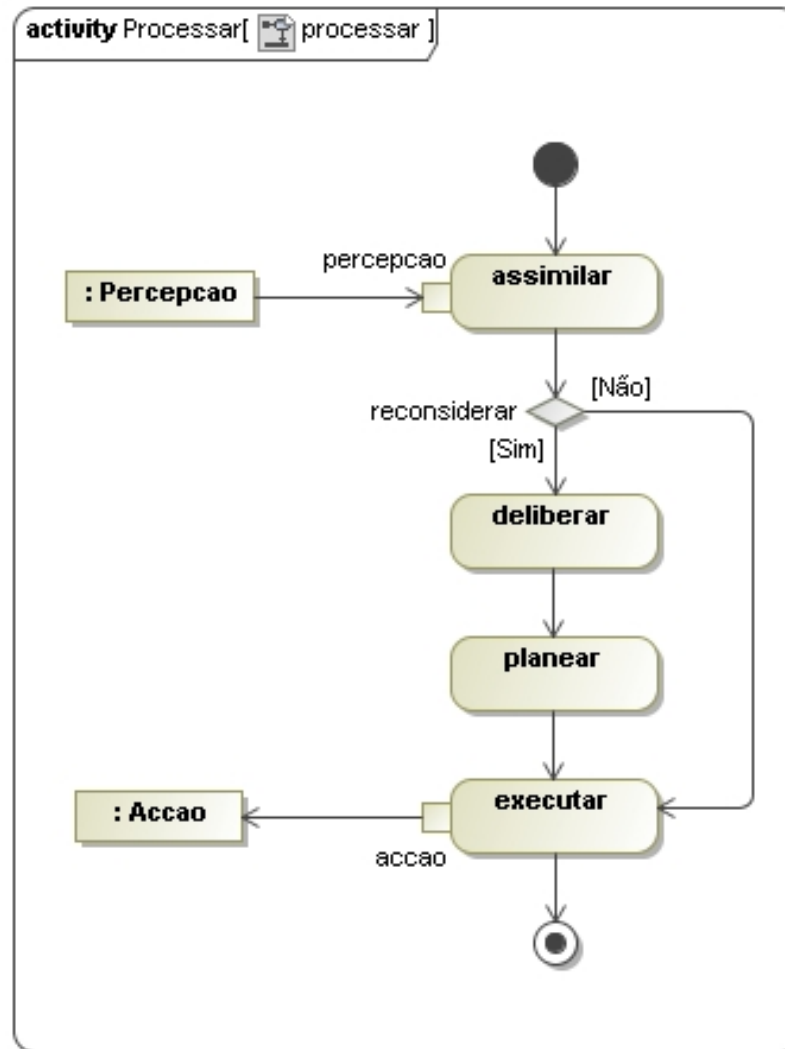 activity Processar[ processar ]
percepcao
: Percepcao
assimilar
[Não]
reconsiderar
[Sim]
deliberar
planear
executar
: Accao
accao